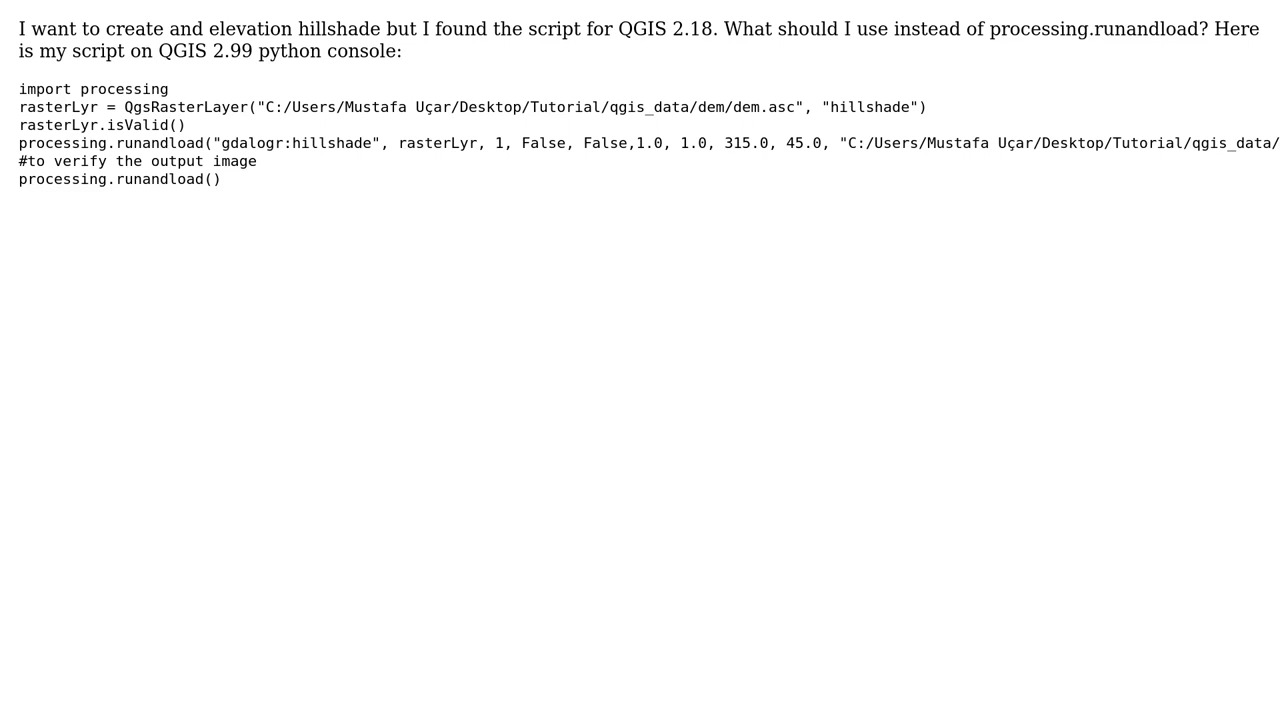 I want to create and elevation hillshade but I found the script for QGIS 2.18. What should I use instead of processing.runandload? Here
is my script on QGIS 2.99 python console:
import processing
rasterLyr = QgsRasterLayer("C:/Users/Mustafa Uçar/Desktop/Tutorial/qgis_data/dem/dem.asc", "hillshade")
rasterLyr.isValid()
processing.runandload("gdalogr:hillshade", rasterLyr, 1, False, False,1.0, 1.0, 315.0, 45.0, "C:/Users/Mustafa Uçar/Desktop/Tutorial/qgis_data/
#to verify the output image
processing.runandload()